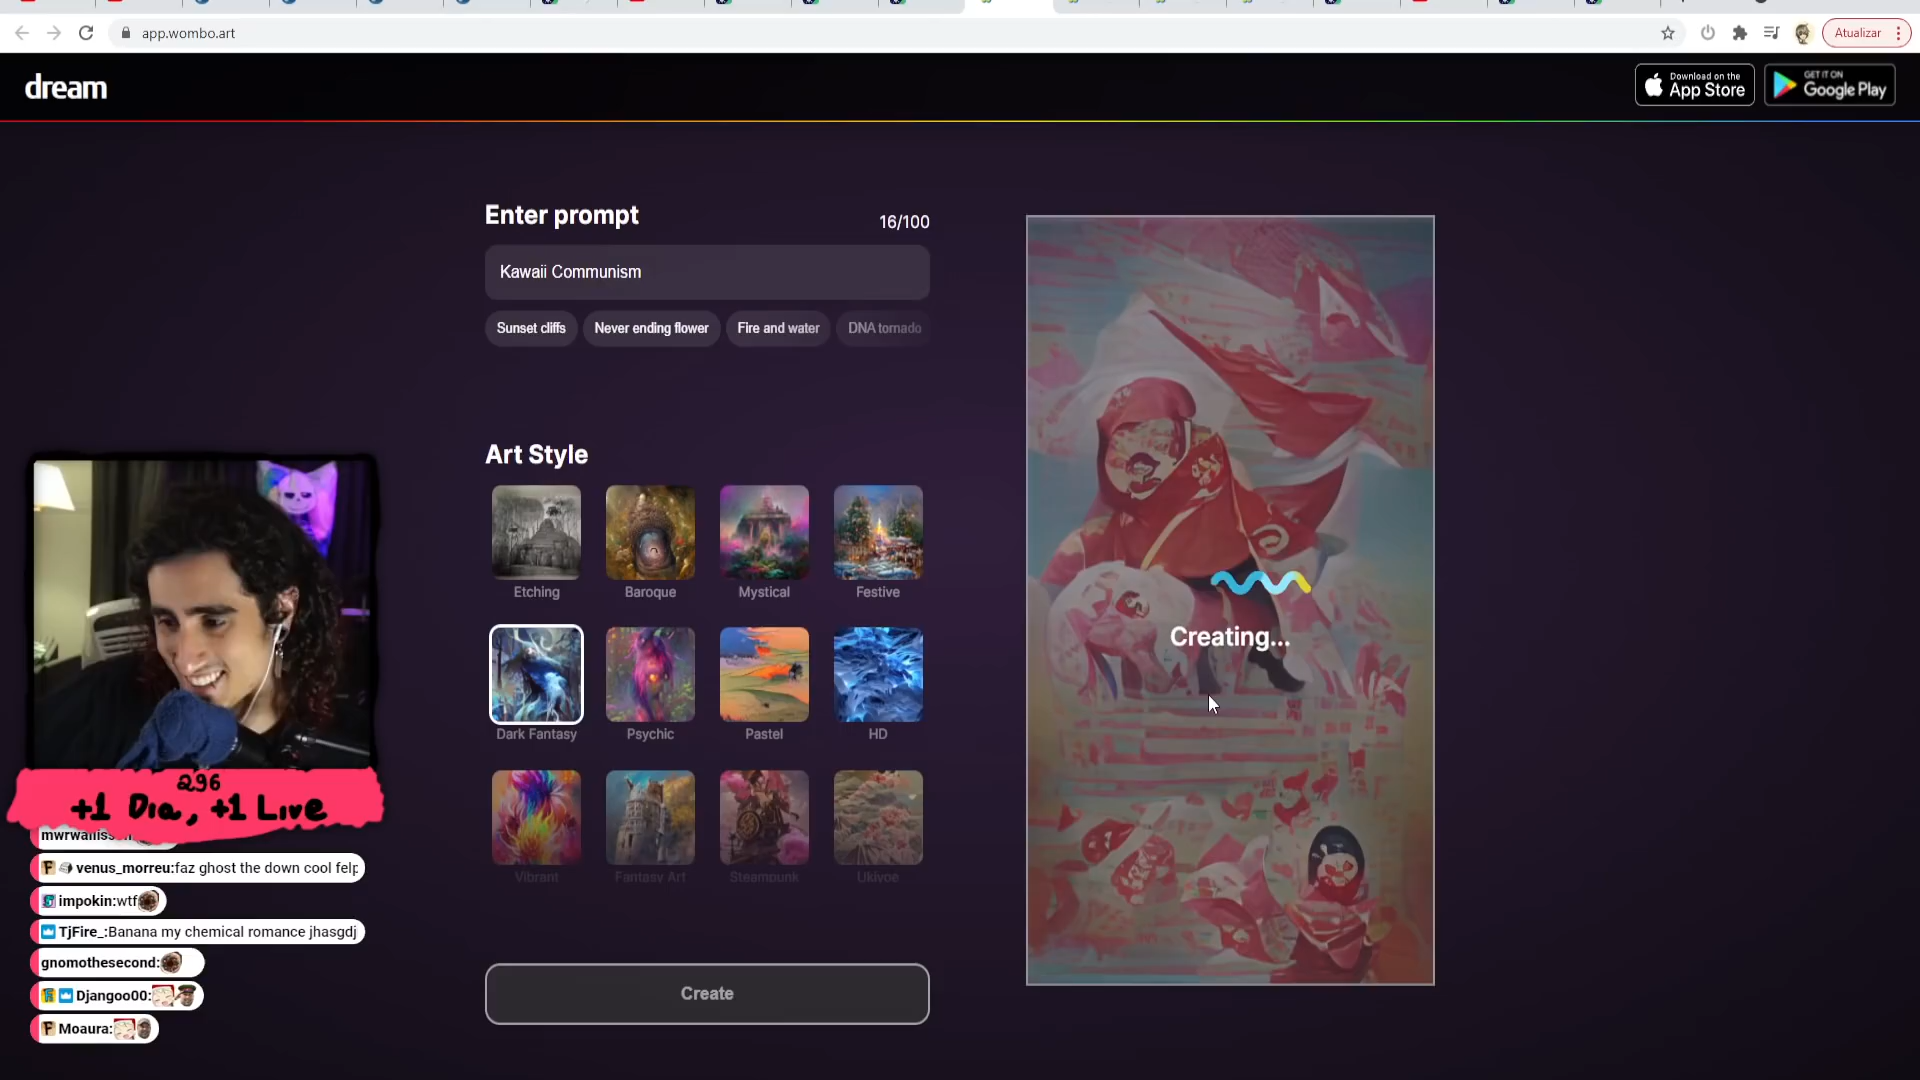 app.wombo.art
Atualizar
dream
Download on the
App Store
GET IT ON
Google Play
Enter prompt
16/100
Kawaii Communism
Sunset cliffs
Never ending flower
Fire and water
DNA tornado
Art Style
Etching
Baroque
Mystical
Festive
Dark Fantasy
Psychic
Pastel
HD
Vibrant
Fantasy Art
Steampunk
Ukiyoe
Creating...
Create
296
+1 Dia, +1 Live
venus_morreu:faz ghost the down cool felp
impokin:wtf
TjFire_:Banana my chemical romance jhasgdj
gnomothesecond:
Djangoo00:
Moaura: